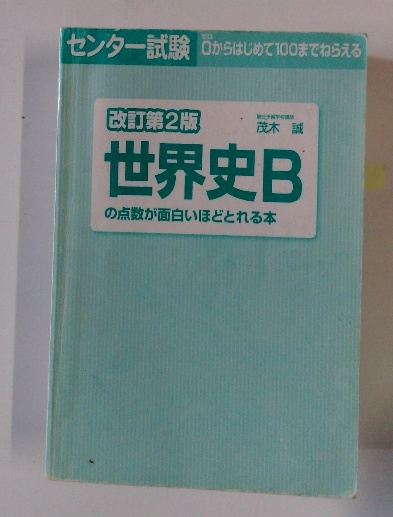 センター試験 0からはじめて100までねらえる
改訂第2版
茂木 誠
世界史B
の点数が面白いほどとれる本